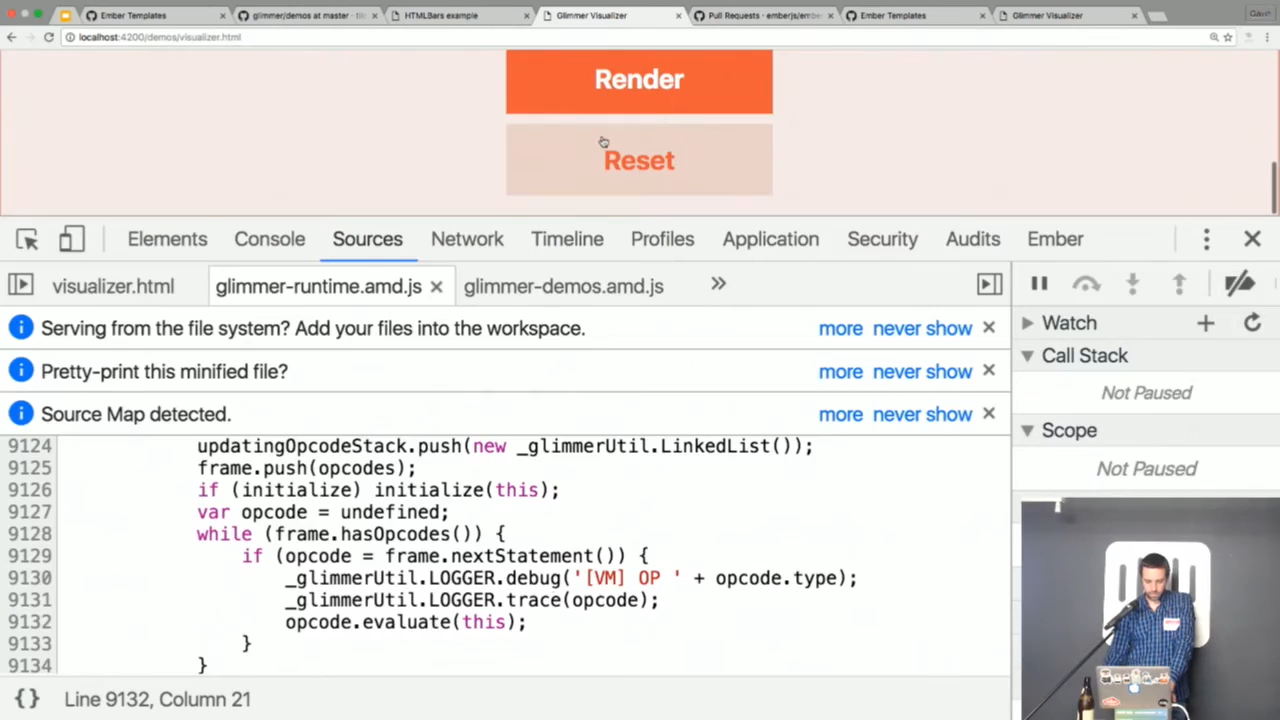 Ember Templates
glimmer/demos at master · til
HTMLBars example
Glimmer Visualizer
Pull Requests · emberjs/embe
Ember Templates
Glimmer Visualizer
localhost:4200/demos/visualizer.html
Render
Reset
Elements Console Sources Network Timeline Profiles Application Security Audits Ember
visualizer.html glimmer-runtime.amd.js glimmer-demos.amd.js
Serving from the file system? Add your files into the workspace. more never show
Pretty-print this minified file? more never show
Source Map detected. more never show
9124 updatingOpcodeStack.push(new _glimmerUtil.LinkedList());
9125 frame.push(opcodes);
9126 if (initialize) initialize(this);
9127 var opcode = undefined;
9128 while (frame.hasOpcodes()) {
9129 if (opcode = frame.nextStatement()) {
9130 _glimmerUtil.LOGGER.debug('[VM] OP ' + opcode.type);
9131 _glimmerUtil.LOGGER.trace(opcode);
9132 opcode.evaluate(this);
9133 }
9134 }
{} Line 9132, Column 21
Watch
Call Stack
Not Paused
Scope
Not Paused